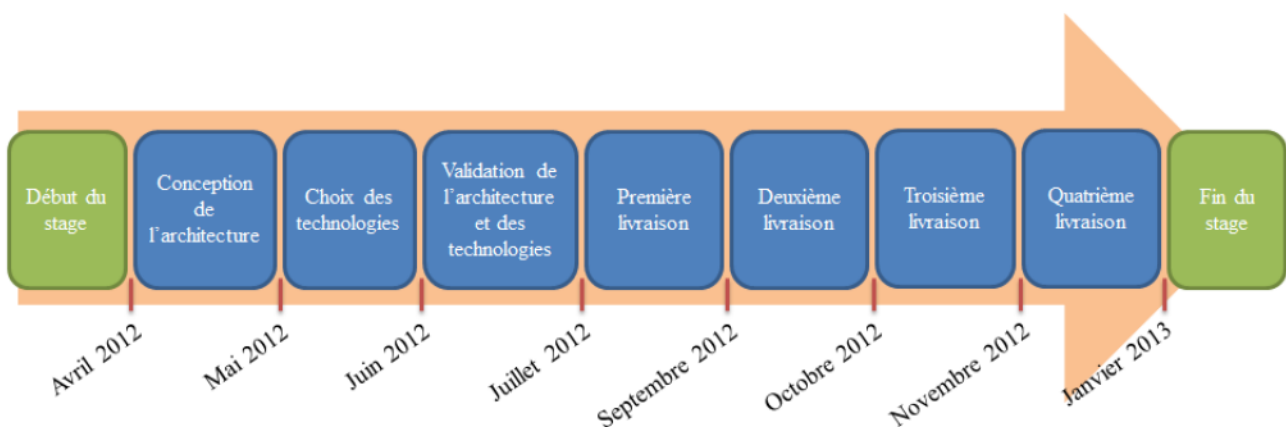 Début du
stage
Conception
de
l'architecture
Choix des
technologies
Validation de
l'architecture
et des
technologies
Première
livraison
Deuxième
livraison
Troisième
livraison
Quatrième
livraison
Fin du
stage
Avril 2012
Mai 2012
Juin 2012
Juillet 2012
Septembre 2012
Octobre 2012
Novembre 2012
Janvier 2013